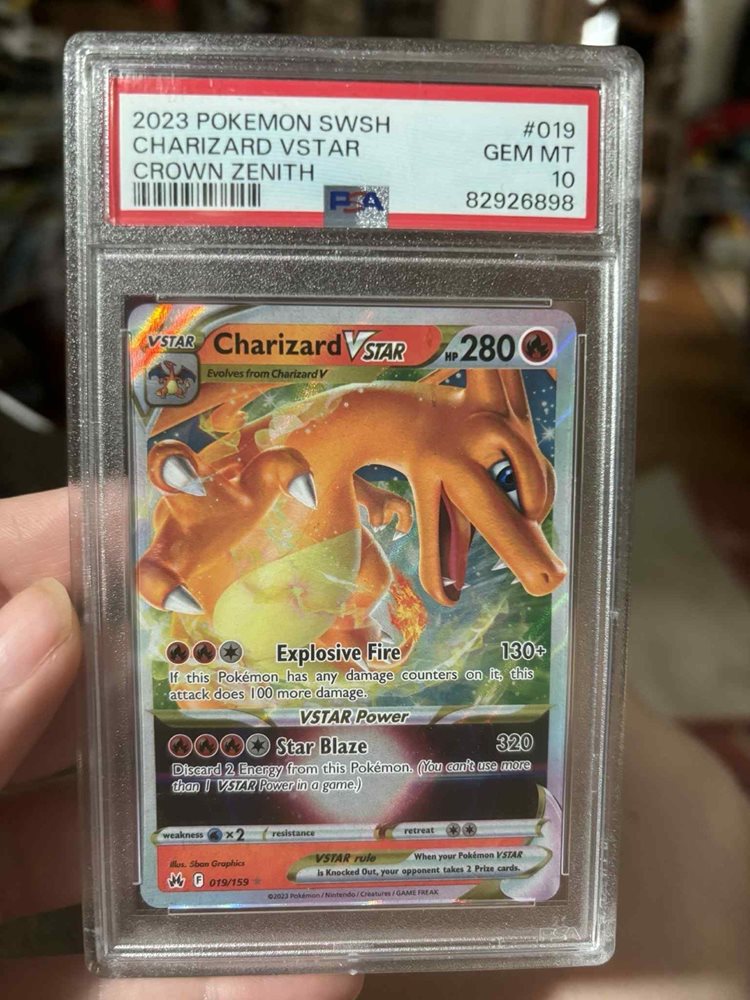 2023 POKEMON SWSH #019
CHARIZARD VSTAR GEM MT
CROWN ZENITH 10
PSA 82926898
VSTAR Charizard VSTAR HP 280
Evolves from Charizard V
Explosive Fire 130+
If this Pokémon has any damage counters on it, this
attack does 100 more damage.
VSTAR Power
Star Blaze 320
Discard 2 Energy from this Pokémon. (You can't use more
than 1 VSTAR Power in a game.)
weakness ×2 resistance retreat
Illus. 5ban Graphics
VSTAR rule When your Pokémon VSTAR
is Knocked Out, your opponent takes 2 Prize cards.
F 019/159
©2023 Pokémon / Nintendo / Creatures / GAME FREAK
PSA